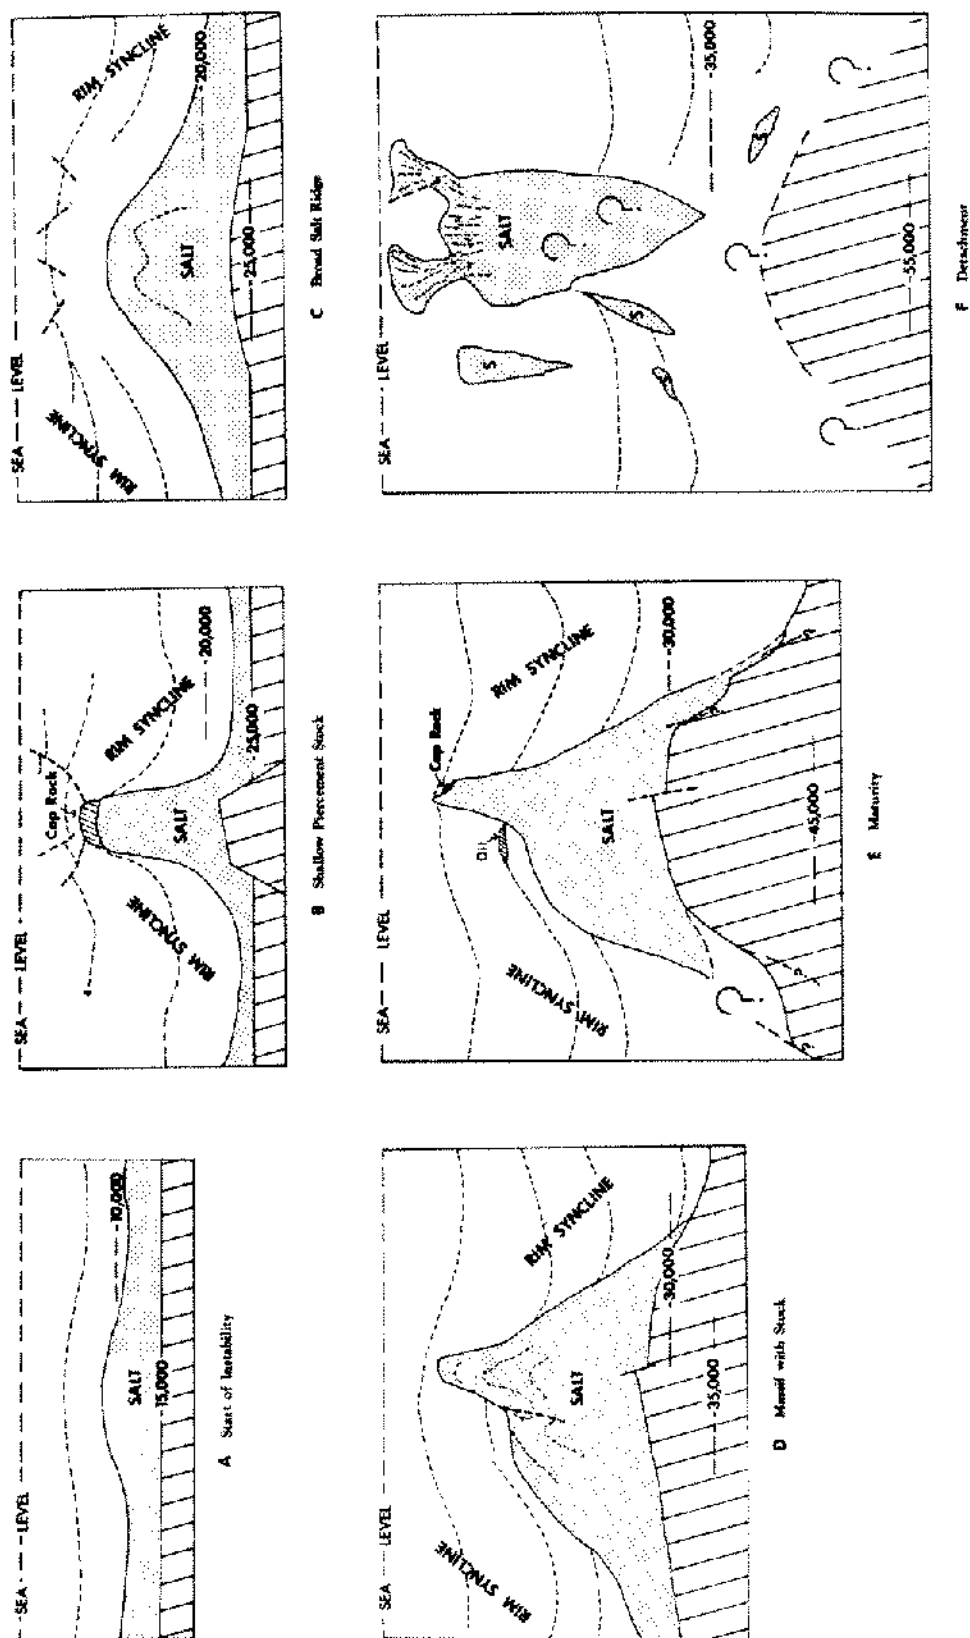 SEA — LEVEL
-10,000
SALT
-15,000
A Start of Instability
SEA — LEVEL
Cap Rock
RIM SYNCLINE
RIM SYNCLINE
-20,000
SALT
-25,000
B Shallow Piercement Stock
SEA — LEVEL
RIM SYNCLINE
RIM SYNCLINE
-20,000
SALT
-25,000
C Broad Salt Ridge
SEA LEVEL
RIM SYNCLINE
RIM SYNCLINE
SALT
-30,000
-35,000
D Massif with Stock
SEA — LEVEL
Cap Rock
Oil
RIM SYNCLINE
RIM SYNCLINE
SALT
-30,000
?
?
?
-45,000
E Maturity
SEA — LEVEL
S
SALT
?
?
S
S
-35,000
S
?
?
?
-55,000
F Detachment